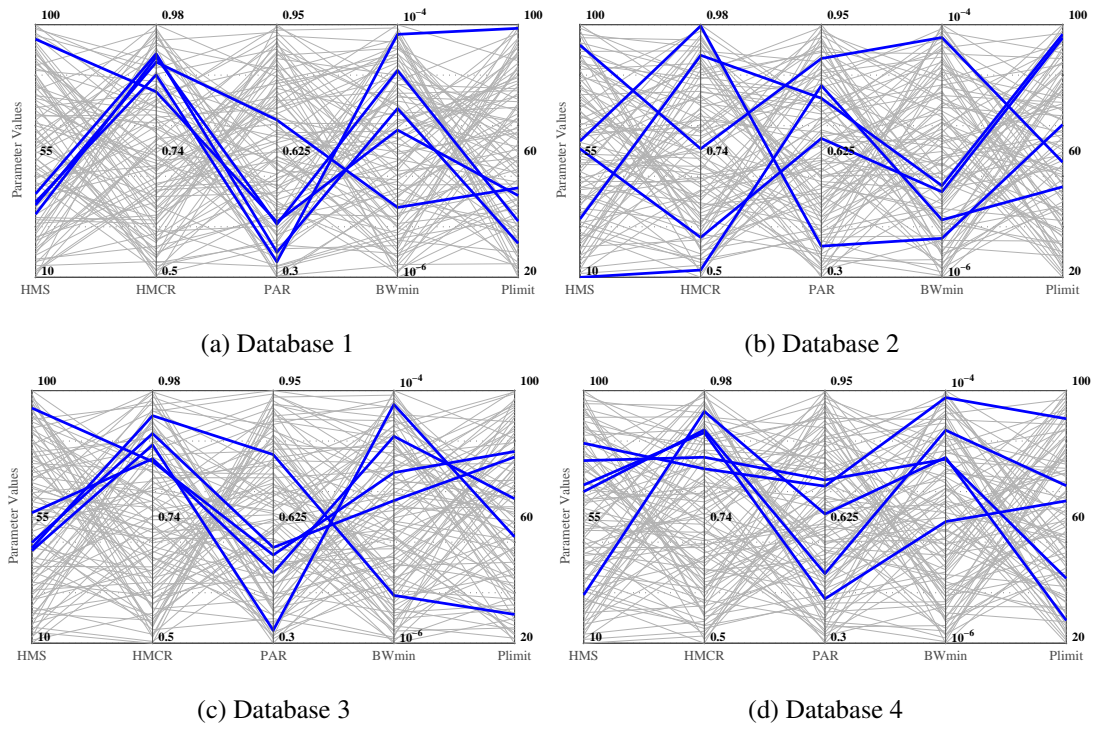 100 0.98 0.95 10⁻⁴ 100
Parameter Values
55 0.74 0.625 60
10 0.5 0.3 10⁻⁶ 20
HMS HMCR PAR BWmin Plimit
(a) Database 1
100 0.98 0.95 10⁻⁴ 100
Parameter Values
55 0.74 0.625 60
10 0.5 0.3 10⁻⁶ 20
HMS HMCR PAR BWmin Plimit
(b) Database 2
100 0.98 0.95 10⁻⁴ 100
Parameter Values
55 0.74 0.625 60
10 0.5 0.3 10⁻⁶ 20
HMS HMCR PAR BWmin Plimit
(c) Database 3
100 0.98 0.95 10⁻⁴ 100
Parameter Values
55 0.74 0.625 60
10 0.5 0.3 10⁻⁶ 20
HMS HMCR PAR BWmin Plimit
(d) Database 4